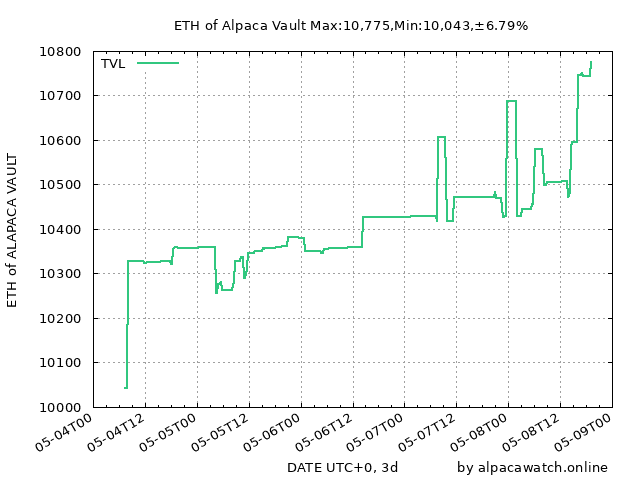 ETH of Alpaca Vault Max:10,775,Min:10,043,±6.79%
TVL
10800
10700
10600
10500
10400
10300
10200
10100
10000
ETH of ALAPACA VAULT
05-04T00
05-04T12
05-05T00
05-05T12
05-06T00
05-06T12
05-07T00
05-07T12
05-08T00
05-08T12
05-09T00
DATE UTC+0, 3d
by alpacawatch.online